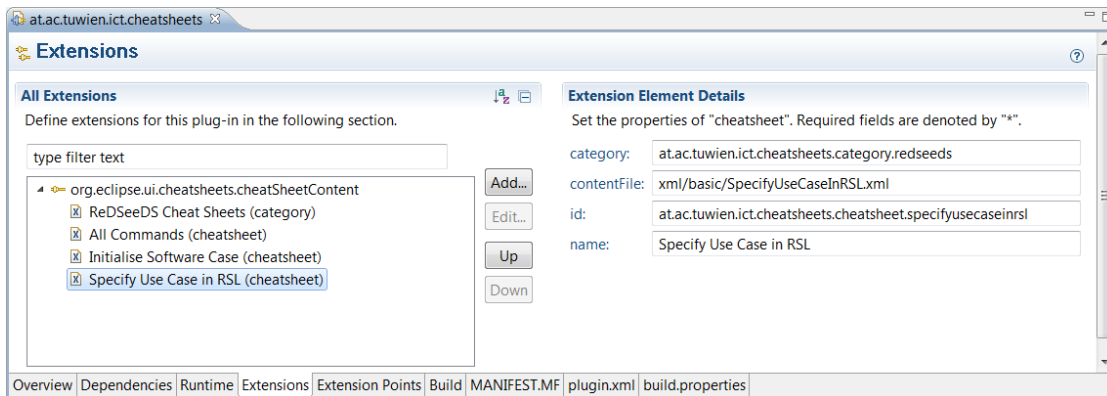 at.ac.tuwien.ict.cheatsheets
Extensions
All Extensions
Define extensions for this plug-in in the following section.
type filter text
org.eclipse.ui.cheatsheets.cheatSheetContent
ReDSeeDS Cheat Sheets (category)
All Commands (cheatsheet)
Initialise Software Case (cheatsheet)
Specify Use Case in RSL (cheatsheet)
Add...
Edit...
Up
Down
Extension Element Details
Set the properties of "cheatsheet". Required fields are denoted by "*".
category: at.ac.tuwien.ict.cheatsheets.category.redseeds
contentFile: xml/basic/SpecifyUseCaseInRSL.xml
id: at.ac.tuwien.ict.cheatsheets.cheatsheet.specifyusecaseinrsl
name: Specify Use Case in RSL
Overview Dependencies Runtime Extensions Extension Points Build MANIFEST.MF plugin.xml build.properties